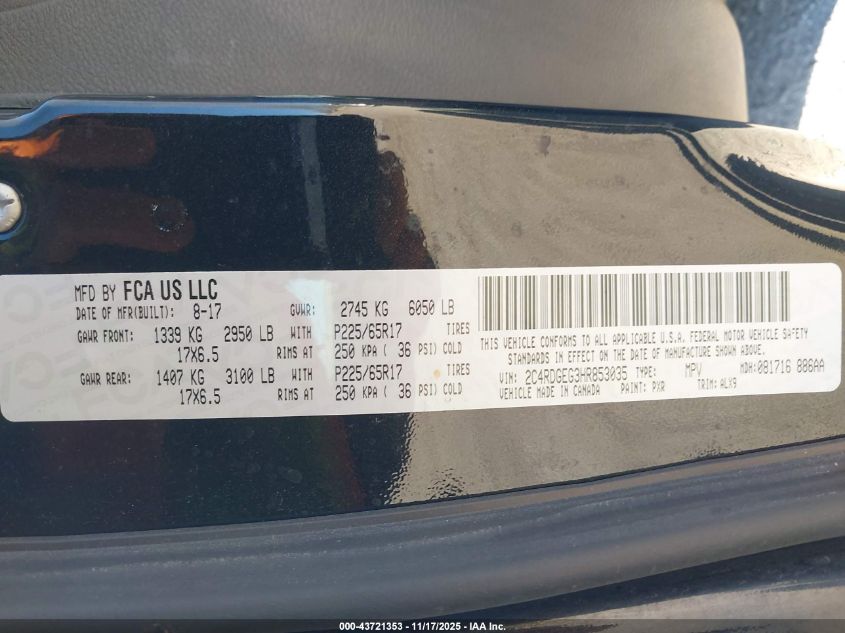 MFD BY FCA US LLC
DATE OF MFR(BUILT): 8-17 GVWR: 2745 KG 6050 LB
GAWR FRONT: 1339 KG 2950 LB WITH P225/65R17 TIRES
17X6.5 RIMS AT 250 KPA ( 36 PSI) COLD
GAWR REAR: 1407 KG 3100 LB WITH P225/65R17 TIRES
17X6.5 RIMS AT 250 KPA ( 36 PSI) COLD
THIS VEHICLE CONFORMS TO ALL APPLICABLE U.S.A. FEDERAL MOTOR VEHICLE SAFETY
STANDARDS IN EFFECT ON THE DATE OF MANUFACTURE SHOWN ABOVE.
VIN: 2C4RDGEG3HR853035 TYPE: MPV MDH: 081716 886AA
VEHICLE MADE IN CANADA PAINT: PXR TRIM: ALX9
000-43721353 — 11/17/2025 — IAA Inc.